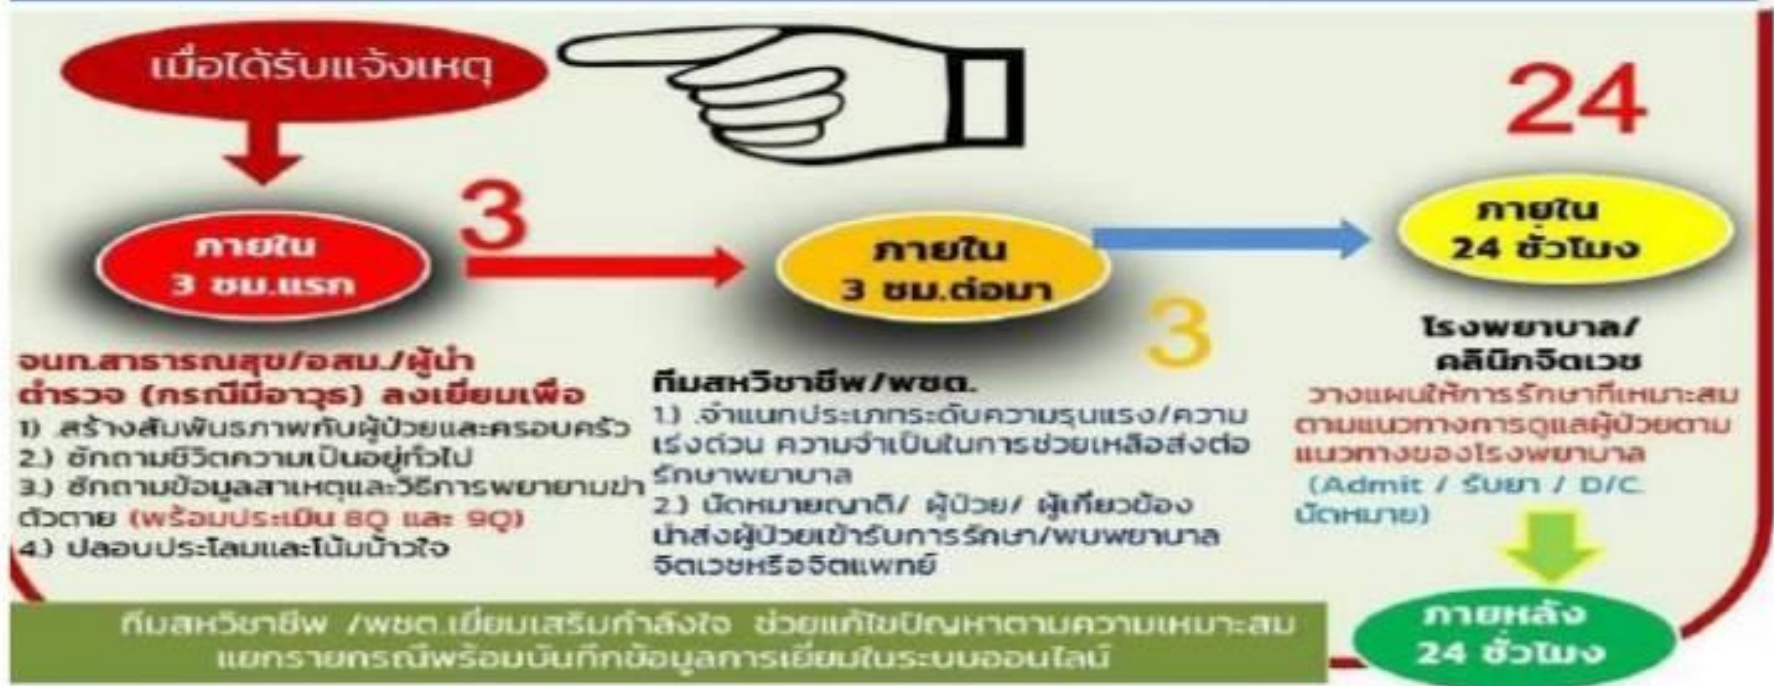 เมื่อได้รับแจ้งเหตุ
24
3
ภายใน
3 ชม.แรก
ภายใน
3 ชม.ต่อมา
3
ภายใน
24 ชั่วโมง
จนท.สาธารณสุข/อสม./ผู้นำ
ตำรวจ (กรณีมีอาวุธ) ลงเยี่ยมเพื่อ
1) .สร้างสัมพันธภาพกับผู้ป่วยและครอบครัว
2.) ซักถามชีวิตความเป็นอยู่ทั่วไป
3.) ซักถามข้อมูลสาเหตุและวิธีการพยายามฆ่า
ตัวตาย (พร้อมประเมิน 8Q และ 9Q)
4.) ปลอบประโลมและโน้มน้าวใจ
ทีมสหวิชาชีพ/พชต.
1.) .จำแนกประเภทระดับความรุนแรง/ความ
เร่งด่วน ความจำเป็นในการช่วยเหลือส่งต่อ
รักษาพยาบาล
2.) นัดหมายญาติ/ ผู้ป่วย/ ผู้เกี่ยวข้อง
นำส่งผู้ป่วยเข้ารับการรักษา/พบพยาบาล
จิตเวชหรือจิตแพทย์
โรงพยาบาล/
คลินิกจิตเวช
วางแผนให้การรักษาที่เหมาะสม
ตามแนวทางการดูแลผู้ป่วยตาม
แนวทางของโรงพยาบาล
(Admit / รับยา / D/C
นัดหมาย)
ภายหลัง
24 ชั่วโมง
ทีมสหวิชาชีพ /พชต.เยี่ยมเสริมกำลังใจ ช่วยแก้ไขปัญหาตามความเหมาะสม
แยกรายกรณีพร้อมบันทึกข้อมูลการเยี่ยมในระบบออนไลน์